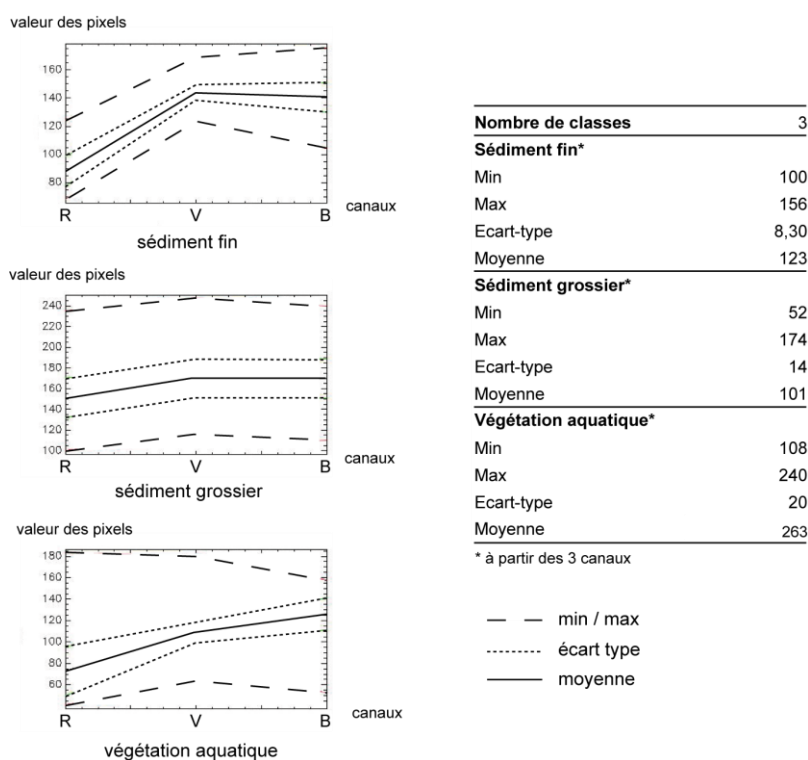 valeur des pixels
160
140
120
100
80
R V B canaux
sédiment fin
valeur des pixels
240
220
200
180
160
140
120
100
R V B canaux
sédiment grossier
valeur des pixels
180
160
140
120
100
80
60
R V B canaux
végétation aquatique
Nombre de classes 3
Sédiment fin*
Min 100
Max 156
Ecart-type 8,30
Moyenne 123
Sédiment grossier*
Min 52
Max 174
Ecart-type 14
Moyenne 101
Végétation aquatique*
Min 108
Max 240
Ecart-type 20
Moyenne 263
* à partir des 3 canaux
min / max
écart type
moyenne